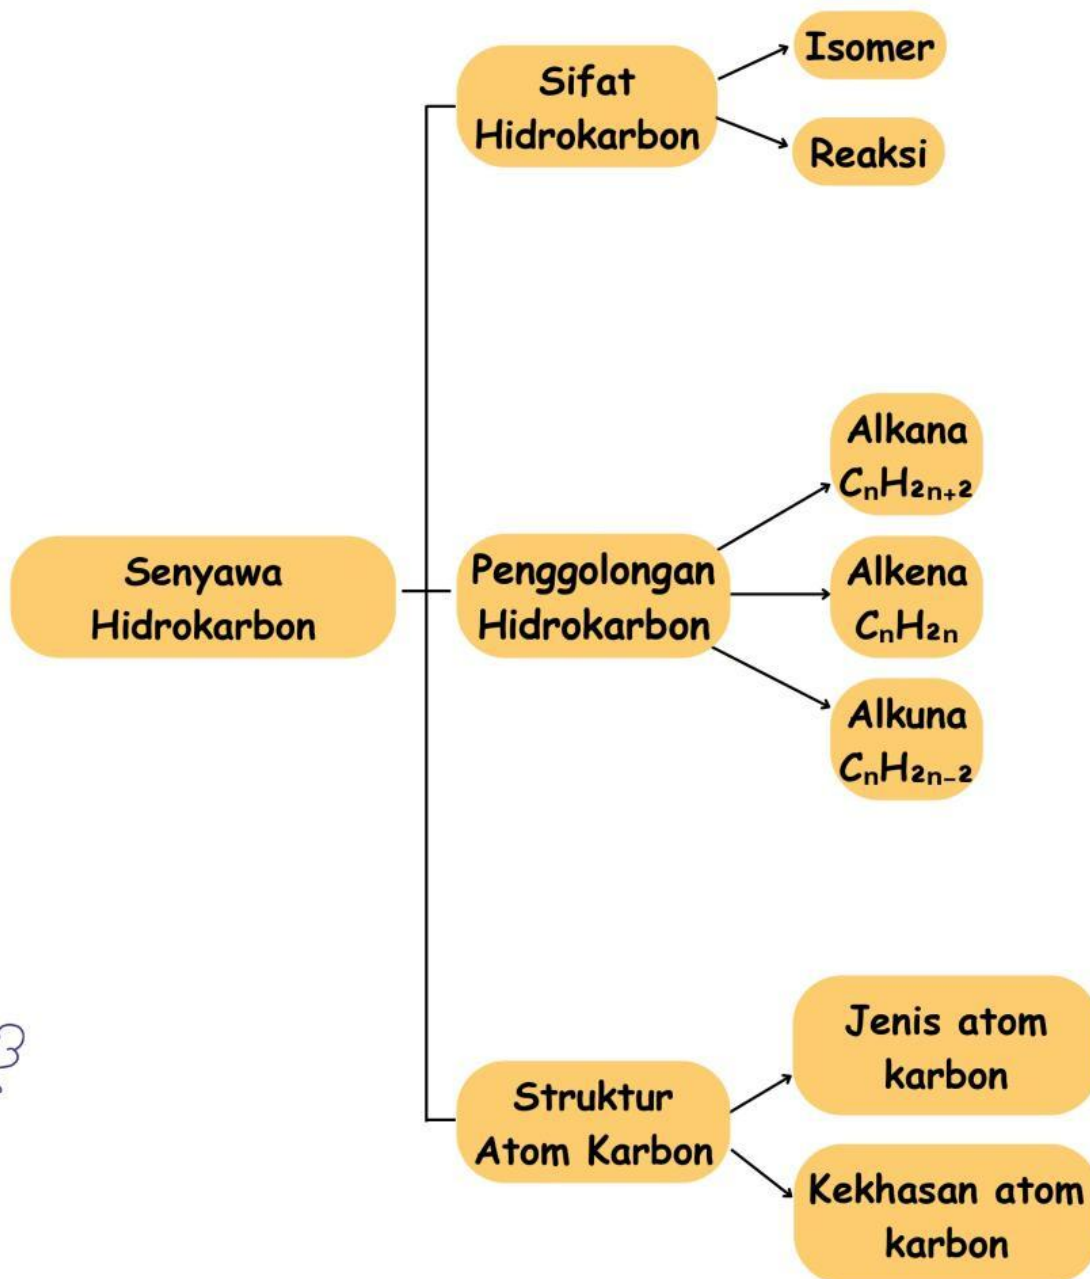 Sifat
Hidrokarbon
Isomer
Reaksi
Senyawa
Hidrokarbon
Penggolongan
Hidrokarbon
Alkana
CₙH₂ₙ₊₂
Alkena
CₙH₂ₙ
Alkuna
CₙH₂ₙ₋₂
Struktur
Atom Karbon
Jenis atom
karbon
Kekhasan atom
karbon